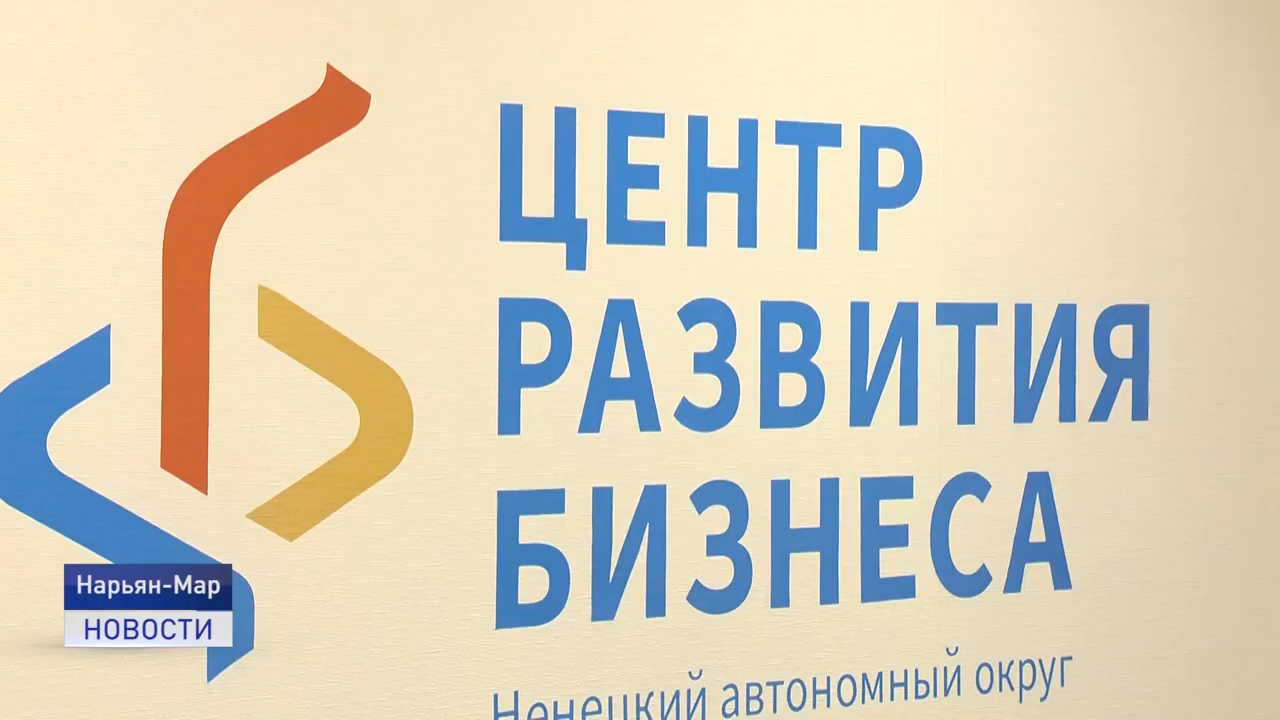 ЦЕНТР
РАЗВИТИЯ
БИЗНЕСА
Ненецкий автономный округ
Нарьян-Мар
НОВОСТИ